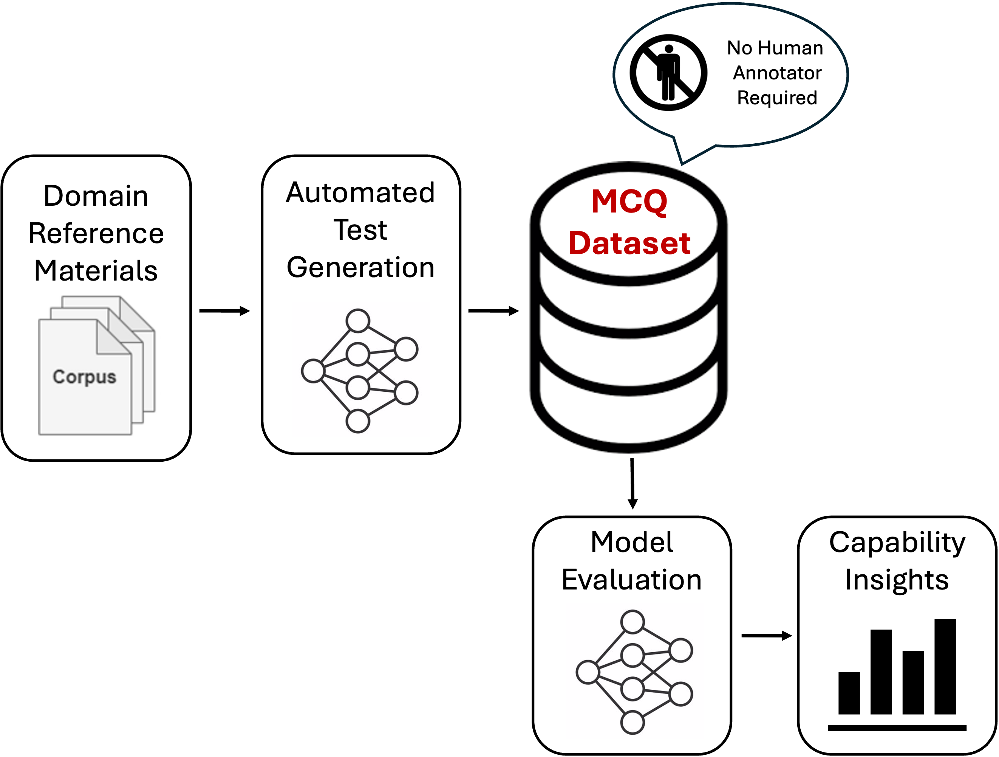 No Human
Annotator
Required
Domain
Reference
Materials
Corpus
Automated
Test
Generation
MCQ
Dataset
Model
Evaluation
Capability
Insights